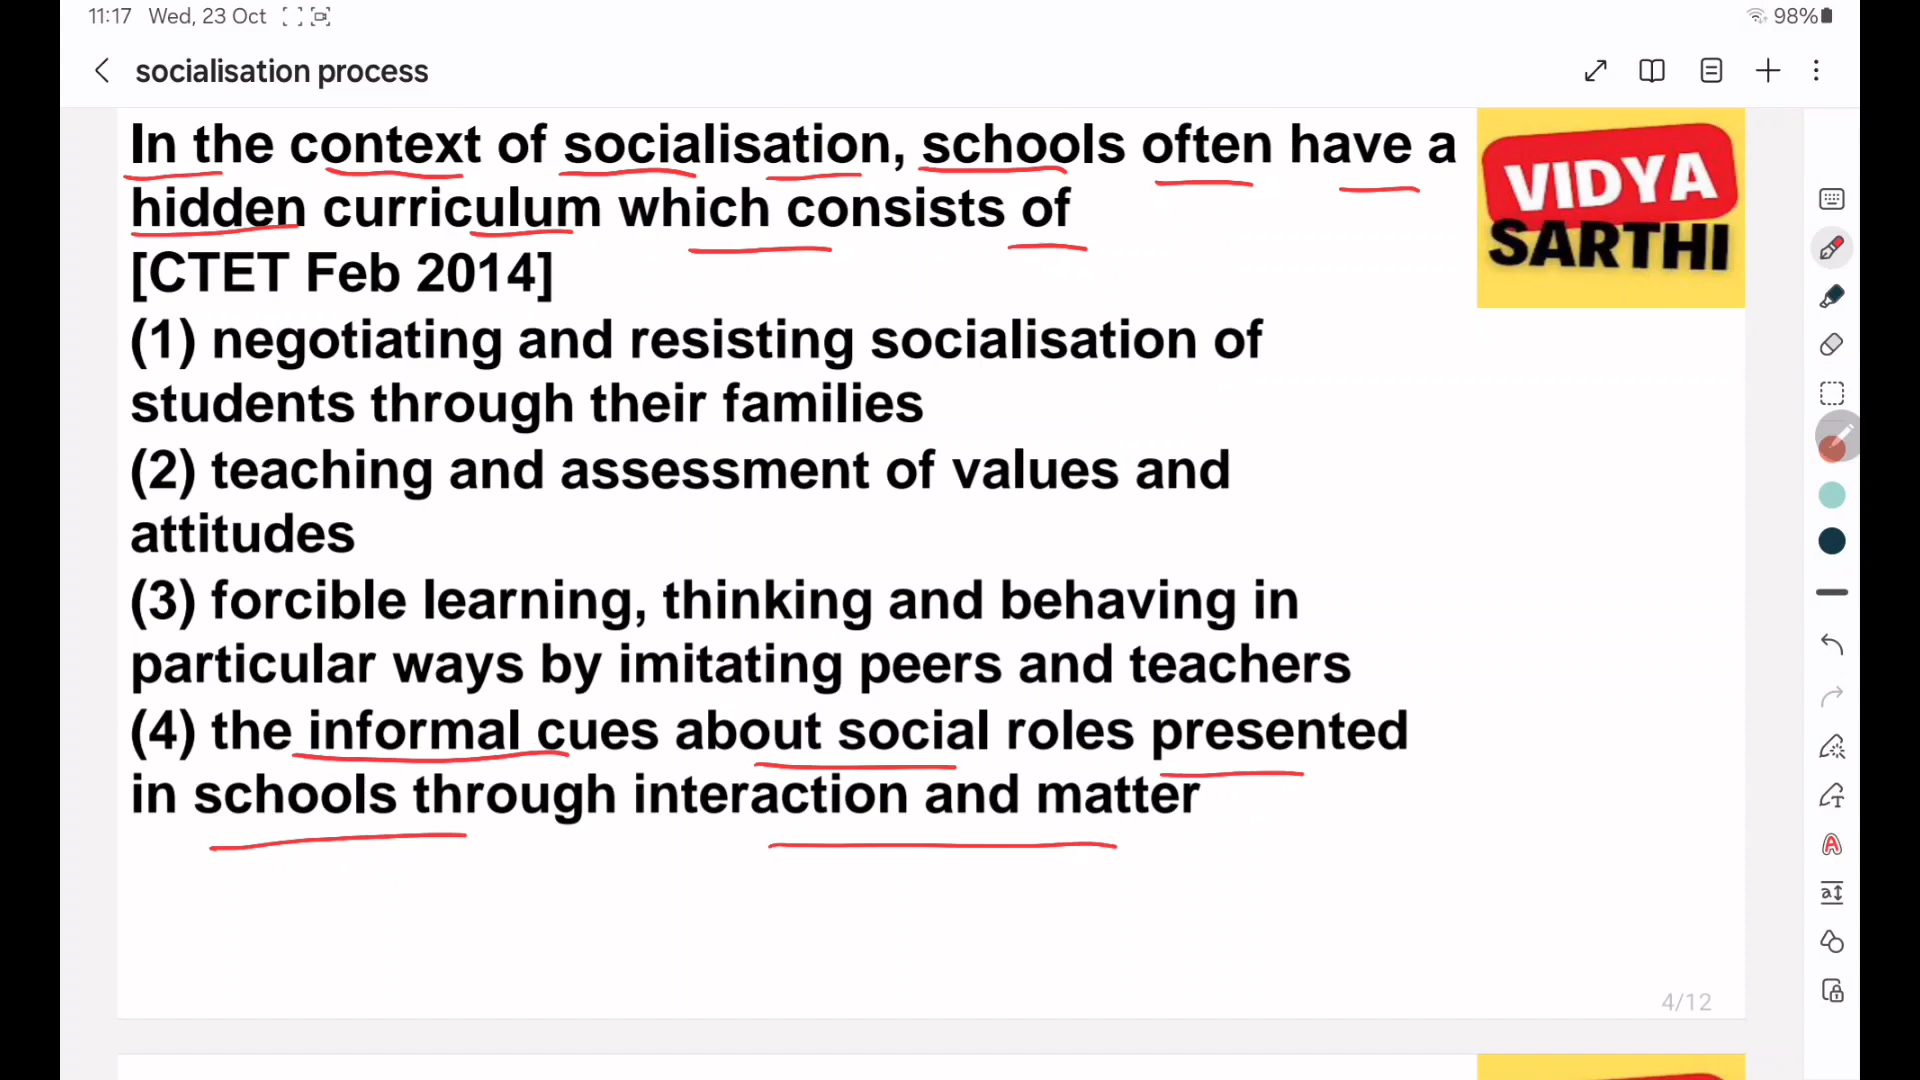 11:17 Wed, 23 Oct
98%
socialisation process
In the context of socialisation, schools often have a
hidden curriculum which consists of
[CTET Feb 2014]
(1) negotiating and resisting socialisation of
students through their families
(2) teaching and assessment of values and
attitudes
(3) forcible learning, thinking and behaving in
particular ways by imitating peers and teachers
(4) the informal cues about social roles presented
in schools through interaction and matter
VIDYA
SARTHI
4/12